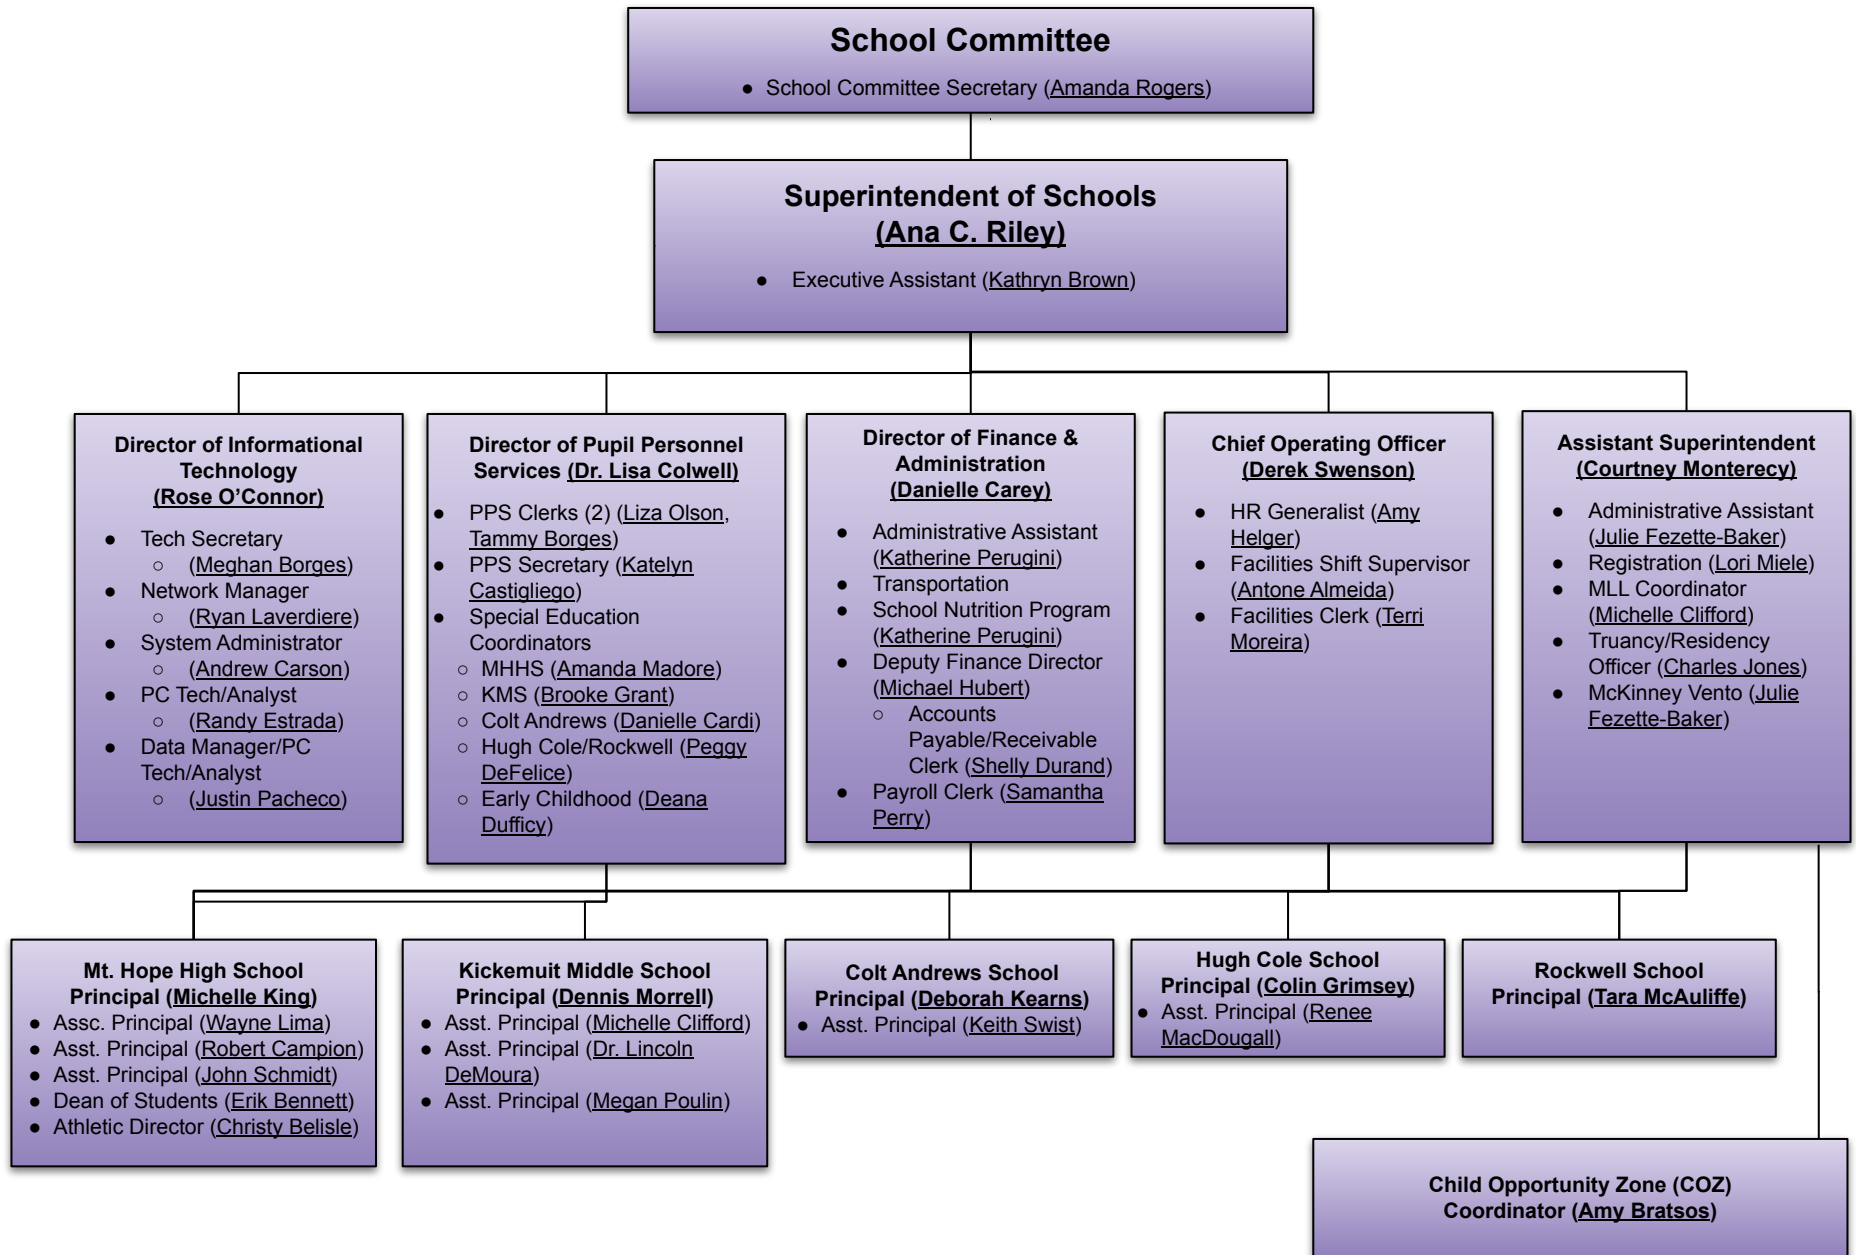 School Committee
● School Committee Secretary (Amanda Rogers)
Superintendent of Schools
(Ana C. Riley)
● Executive Assistant (Kathryn Brown)
Director of Informational
Technology
(Rose O’Connor)
● Tech Secretary
○ (Meghan Borges)
● Network Manager
○ (Ryan Laverdiere)
● System Administrator
○ (Andrew Carson)
● PC Tech/Analyst
○ (Randy Estrada)
● Data Manager/PC
Tech/Analyst
○ (Justin Pacheco)
Director of Pupil Personnel
Services (Dr. Lisa Colwell)
● PPS Clerks (2) (Liza Olson,
Tammy Borges)
● PPS Secretary (Katelyn
Castigliego)
● Special Education
Coordinators
○ MHHS (Amanda Madore)
○ KMS (Brooke Grant)
○ Colt Andrews (Danielle Cardi)
○ Hugh Cole/Rockwell (Peggy
DeFelice)
○ Early Childhood (Deana
Dufficy)
Director of Finance &
Administration
(Danielle Carey)
● Administrative Assistant
(Katherine Perugini)
● Transportation
● School Nutrition Program
(Katherine Perugini)
● Deputy Finance Director
(Michael Hubert)
○ Accounts
Payable/Receivable
Clerk (Shelly Durand)
● Payroll Clerk (Samantha
Perry)
Chief Operating Officer
(Derek Swenson)
● HR Generalist (Amy
Helger)
● Facilities Shift Supervisor
(Antone Almeida)
● Facilities Clerk (Terri
Moreira)
Assistant Superintendent
(Courtney Monterecy)
● Administrative Assistant
(Julie Fezette-Baker)
● Registration (Lori Miele)
● MLL Coordinator
(Michelle Clifford)
● Truancy/Residency
Officer (Charles Jones)
● McKinney Vento (Julie
Fezette-Baker)
Mt. Hope High School
Principal (Michelle King)
● Assc. Principal (Wayne Lima)
● Asst. Principal (Robert Campion)
● Asst. Principal (John Schmidt)
● Dean of Students (Erik Bennett)
● Athletic Director (Christy Belisle)
Kickemuit Middle School
Principal (Dennis Morrell)
● Asst. Principal (Michelle Clifford)
● Asst. Principal (Dr. Lincoln
DeMoura)
● Asst. Principal (Megan Poulin)
Colt Andrews School
Principal (Deborah Kearns)
● Asst. Principal (Keith Swist)
Hugh Cole School
Principal (Colin Grimsey)
● Asst. Principal (Renee
MacDougall)
Rockwell School
Principal (Tara McAuliffe)
Child Opportunity Zone (COZ)
Coordinator (Amy Bratsos)